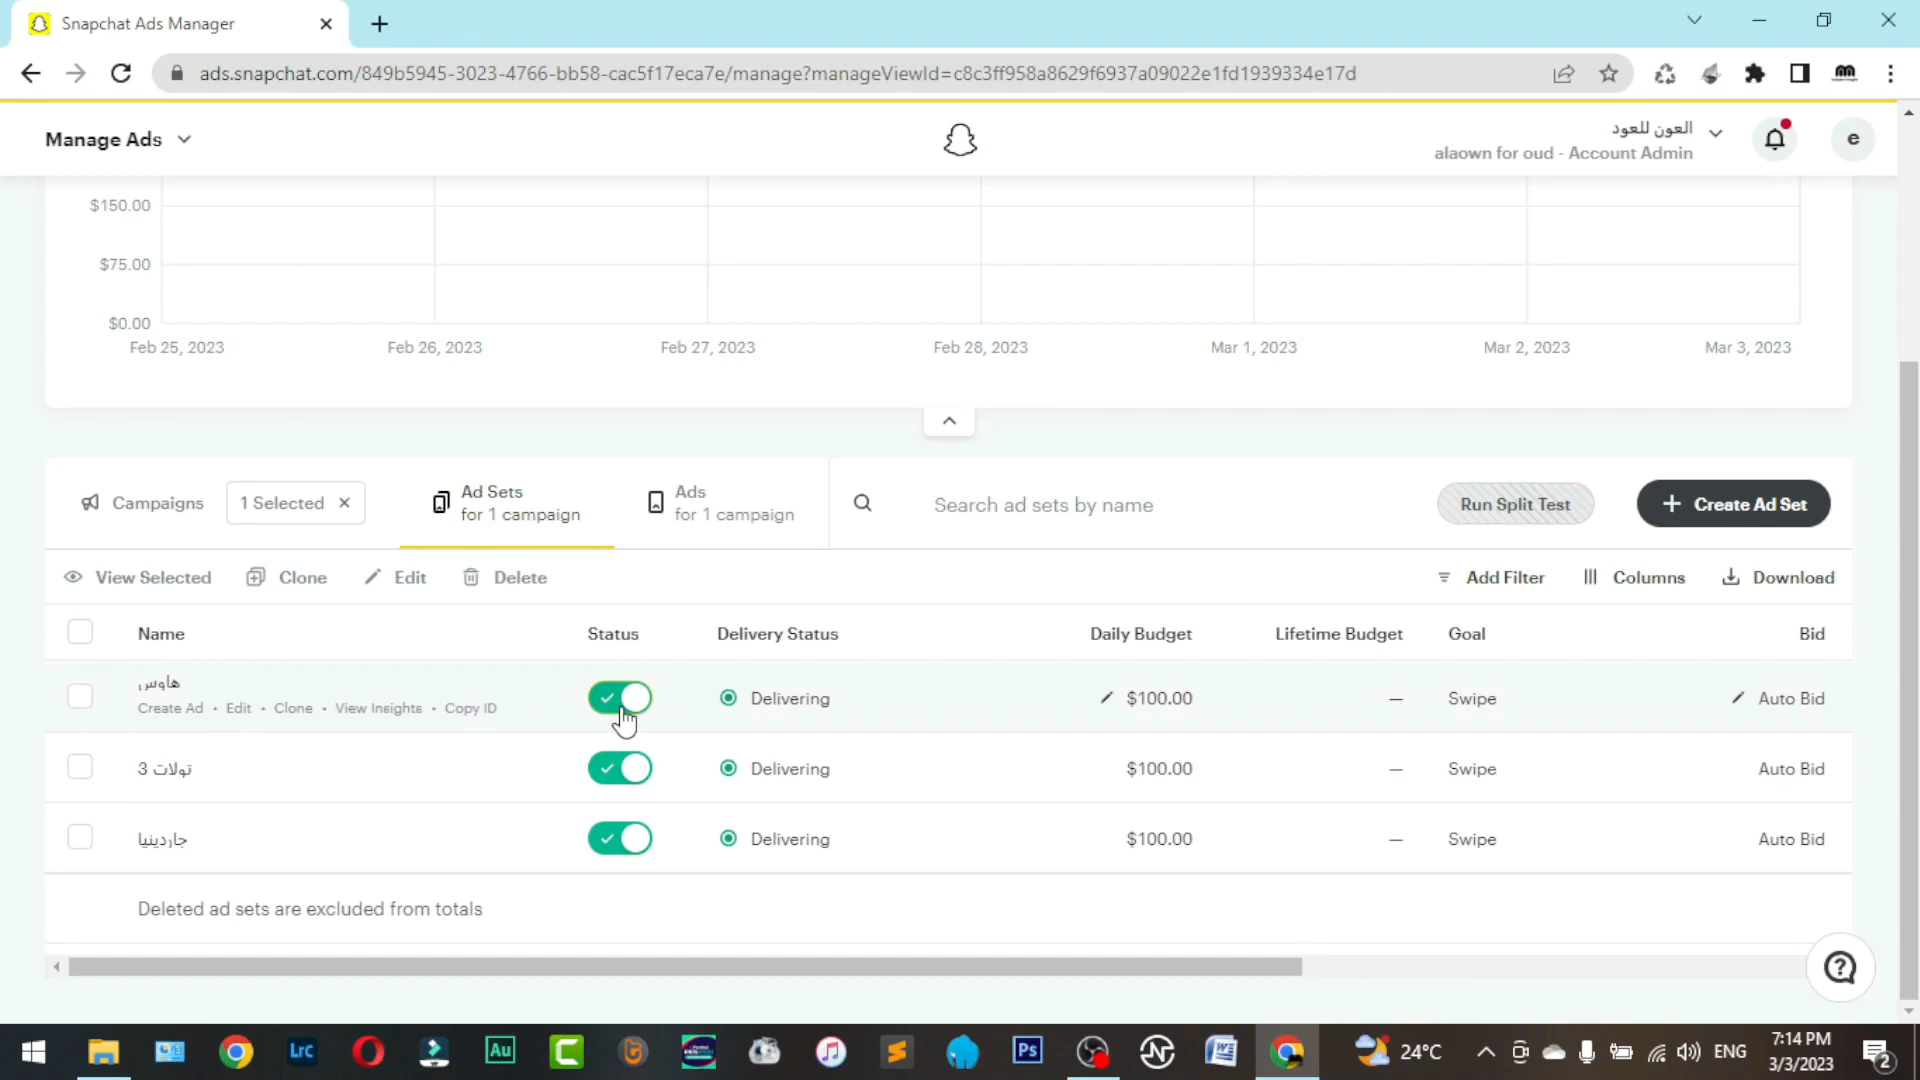 Snapchat Ads Manager
ads.snapchat.com/849b5945-3023-4766-bb58-cac5f17eca7e/manage?manageViewId=c8c3ff958a8629f6937a09022e1fd1939334e17d
Manage Ads
العون للعود
alaown for oud - Account Admin
e
$150.00
$75.00
$0.00
Feb 25, 2023 Feb 26, 2023 Feb 27, 2023 Feb 28, 2023 Mar 1, 2023 Mar 2, 2023 Mar 3, 2023
Campaigns 1 Selected
Ad Sets
for 1 campaign
Ads
for 1 campaign
Search ad sets by name
Run Split Test
Create Ad Set
View Selected Clone Edit Delete Add Filter Columns Download
Name Status Delivery Status Daily Budget Lifetime Budget Goal Bid
هاوس
Create Ad • Edit • Clone • View Insights • Copy ID
Delivering $100.00 — Swipe Auto Bid
تولات 3 Delivering $100.00 — Swipe Auto Bid
جاردينيا Delivering $100.00 — Swipe Auto Bid
Deleted ad sets are excluded from totals
Lrc Au Ps 24°C ENG
7:14 PM
3/3/2023
2